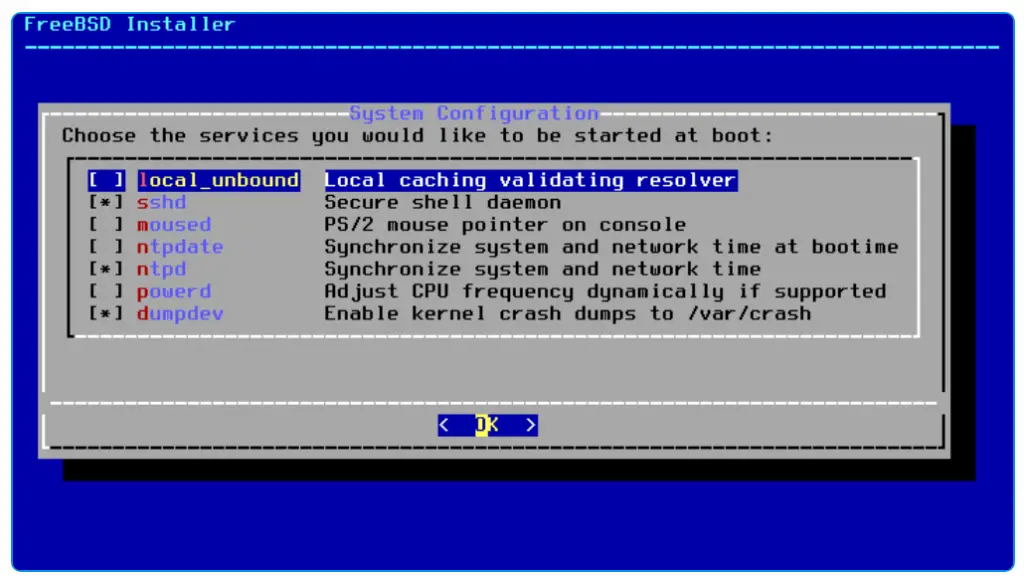 FreeBSD Installer
System Configuration
Choose the services you would like to be started at boot:
[ ] local_unbound Local caching validating resolver
[*] sshd Secure shell daemon
[ ] moused PS/2 mouse pointer on console
[ ] ntpdate Synchronize system and network time at bootime
[*] ntpd Synchronize system and network time
[ ] powerd Adjust CPU frequency dynamically if supported
[*] dumpdev Enable kernel crash dumps to /var/crash
< OK >